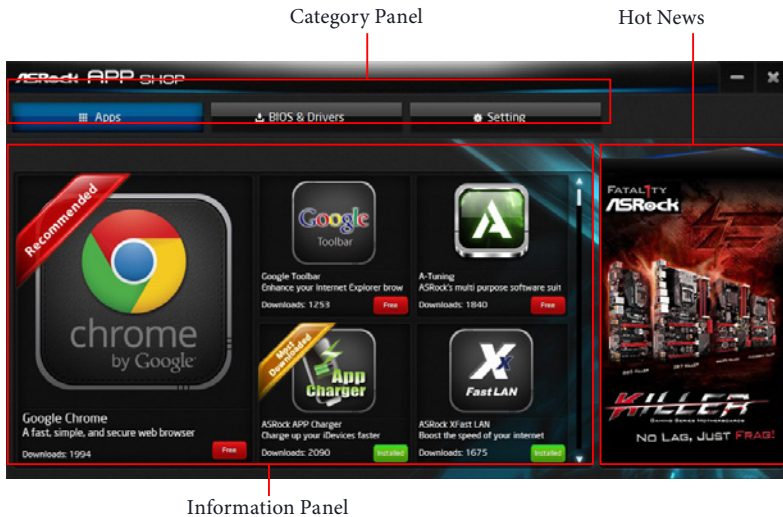 Category Panel
Hot News
ASRock APP SHOP
Apps
BIOS & Drivers
Setting
Recommended
chrome
by Google
Google Chrome
A fast, simple, and secure web browser
Downloads: 1994
Free
Google
Toolbar
Google Toolbar
Enhance your Internet Explorer brow
Downloads: 1253
Free
A-Tuning
ASRock's multi purpose software suit
Downloads: 1840
Free
Most
Downloaded
App
Charger
ASRock APP Charger
Charge up your iDevices faster
Downloads: 2090
Installed
X
FastLAN
ASRock XFast LAN
Boost the speed of your internet
Downloads: 1675
Installed
FATAL1TY
ASRock
KILLER
GAMING SERIES MOTHERBOARDS
NO LAG, JUST FRAG!
Information Panel